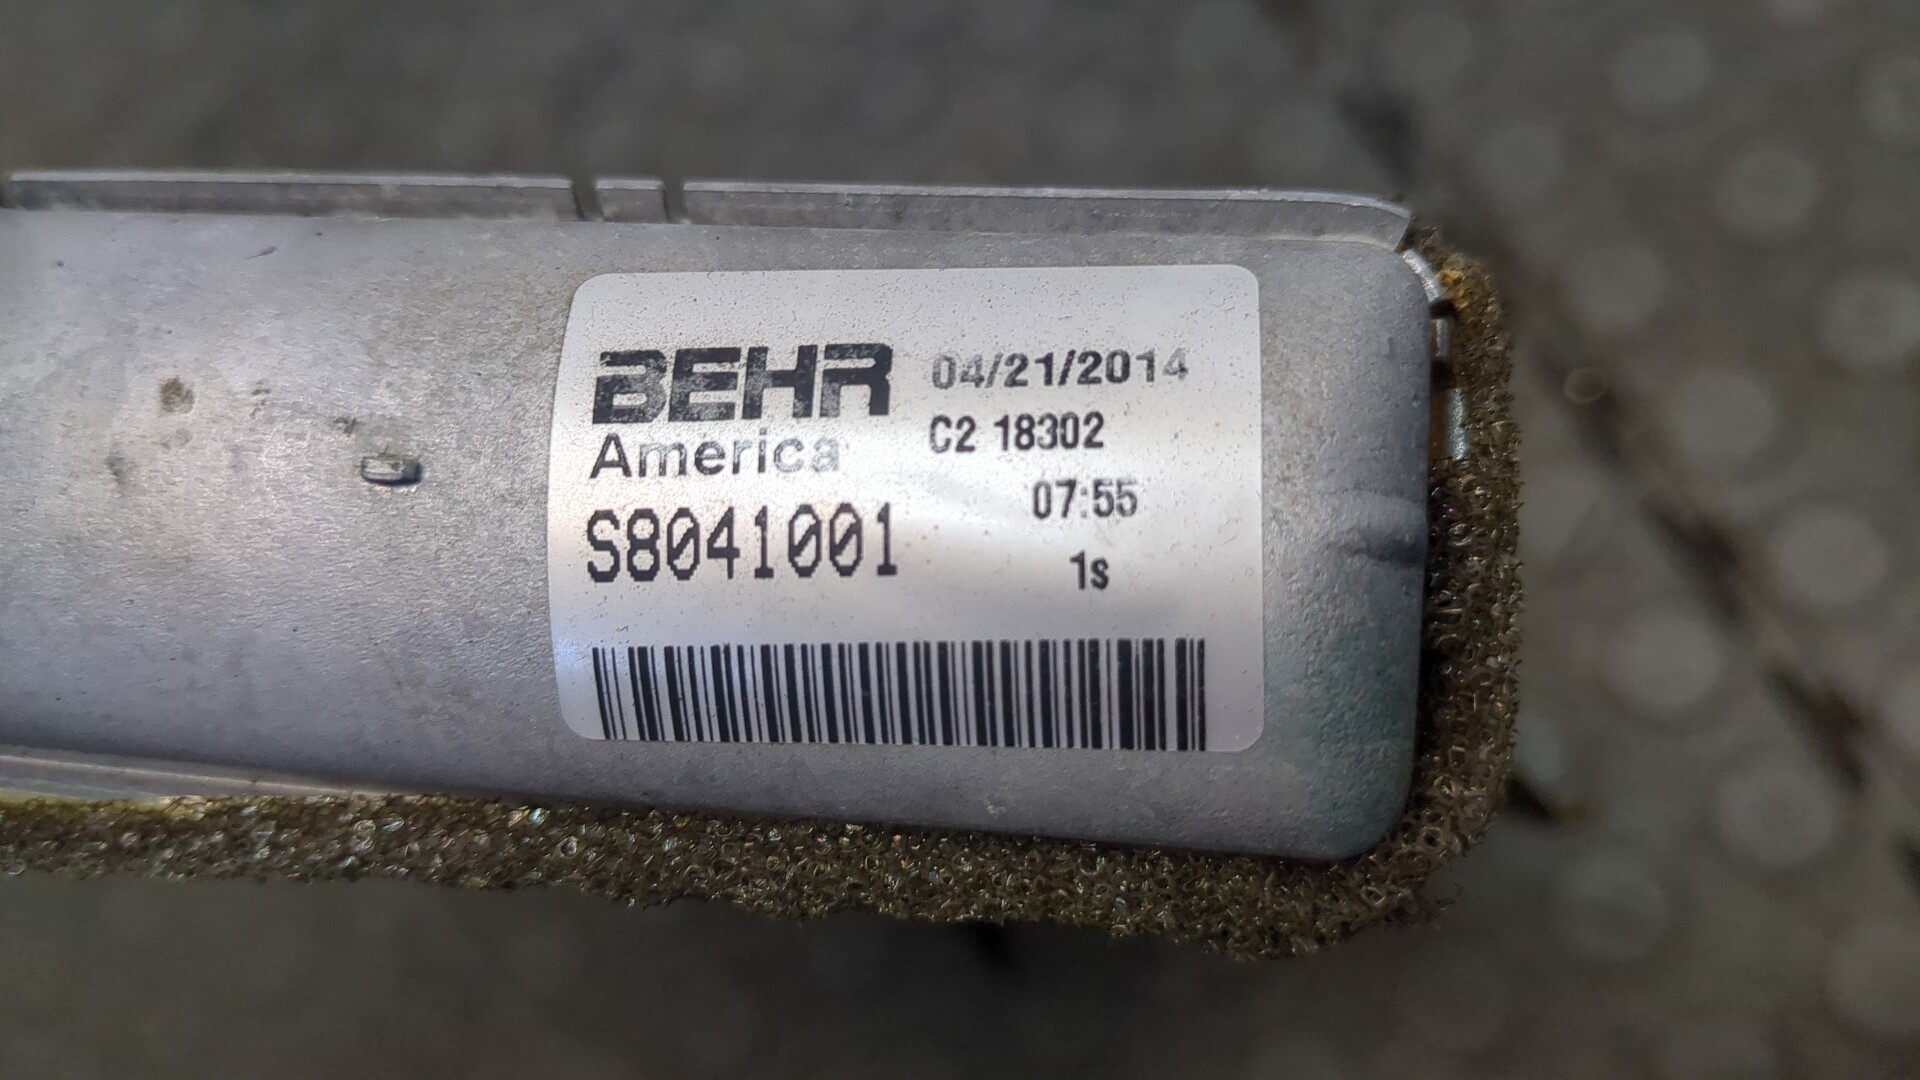 BEHR
America
S8041001
04/21/2014
C2 18302
07:55
1s